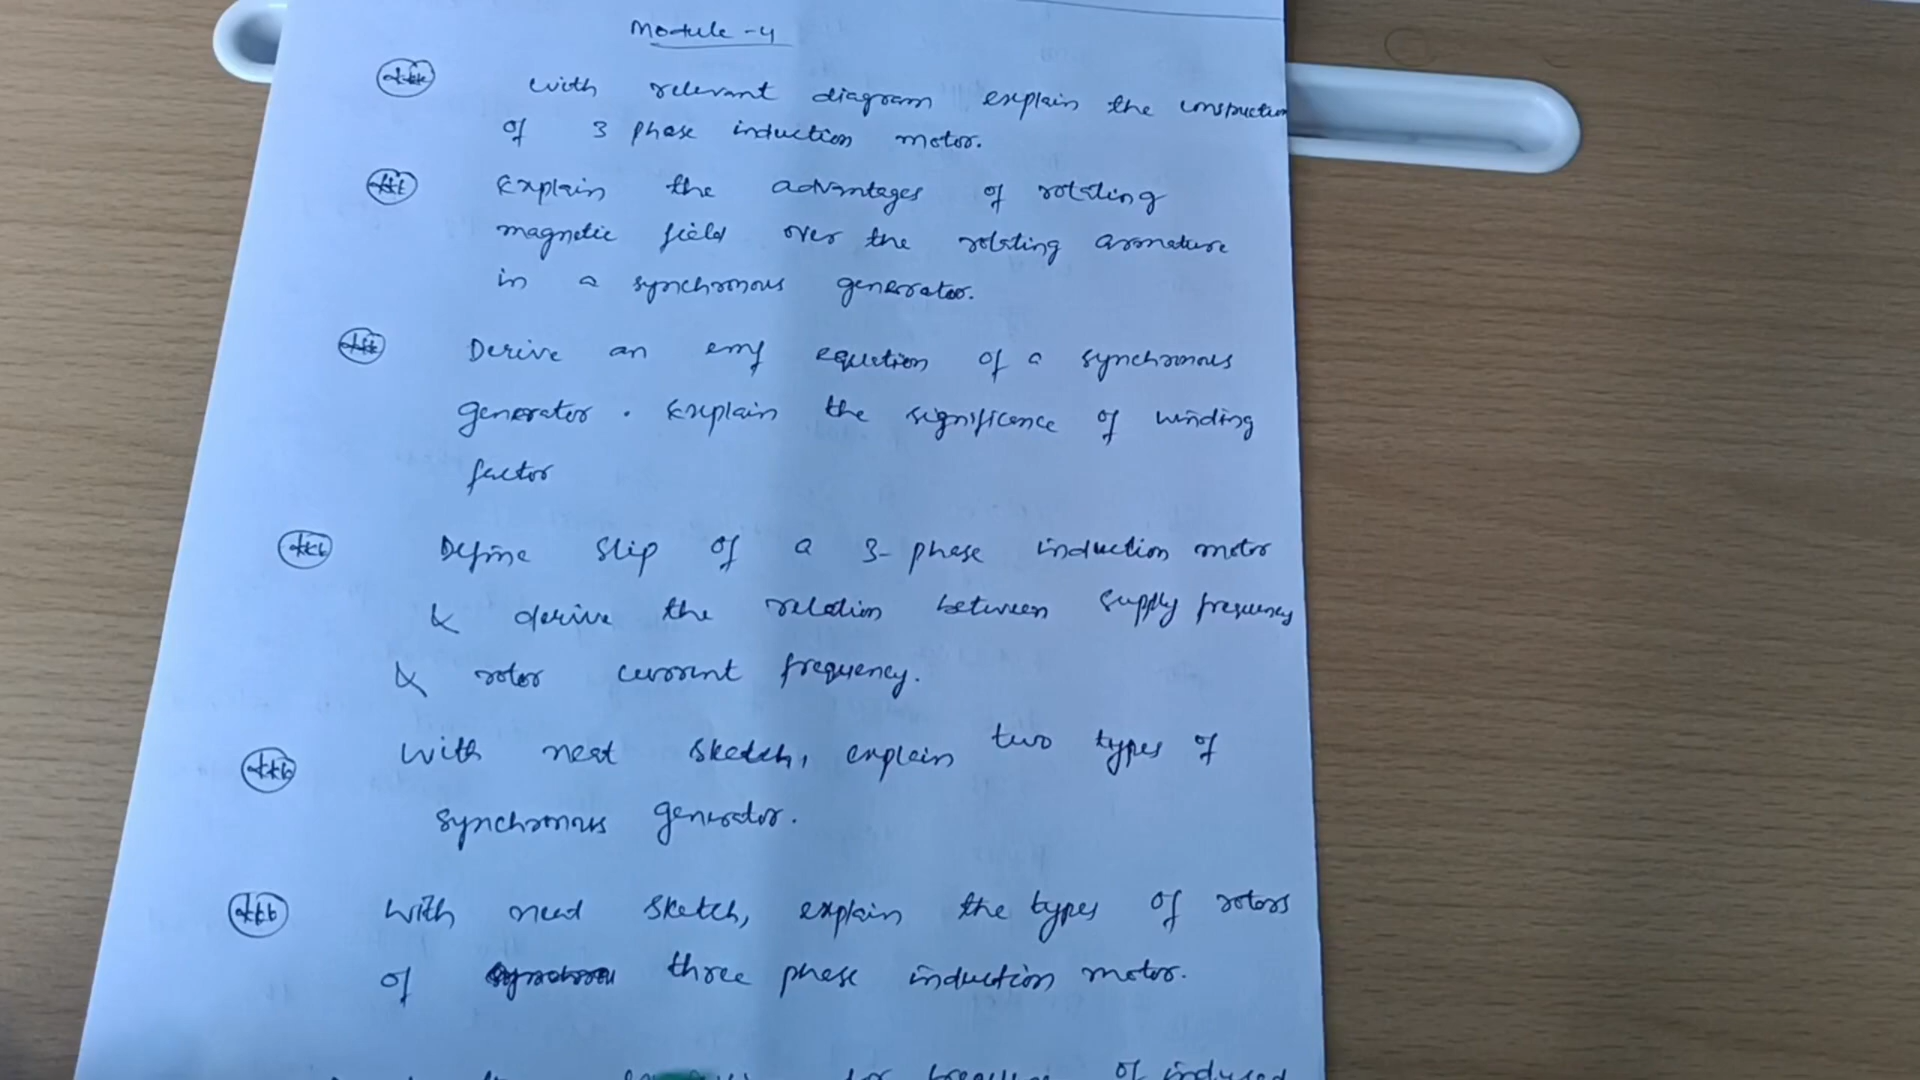 Module - 4
with relevant diagram explain the constructio
of 3 phase induction motor.
Explain the advantages of rotating
magnetic field over the rotating armature
in a synchronous generator.
Derive an emf equation of a synchronous
generator. Explain the significance of winding
factor
Define slip of a 3-phase induction motor
& derive the relation between supply frequency
& rotor current frequency.
With neat sketch, explain two types of
synchronous generator.
With neat sketch, explain the types of rotors
of three phase induction motor.
of induced